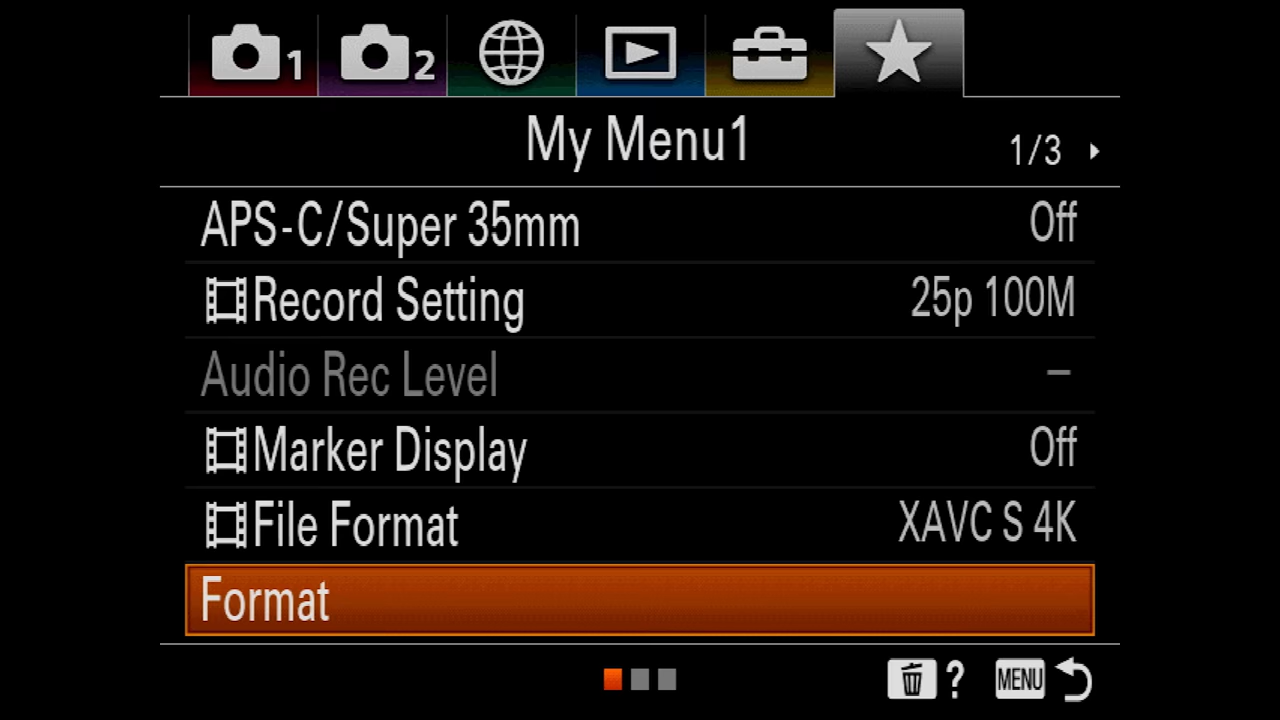 1 2
My Menu1
1/3
APS-C/Super 35mm Off
Record Setting 25p 100M
Audio Rec Level –
Marker Display Off
File Format XAVC S 4K
Format
? MENU